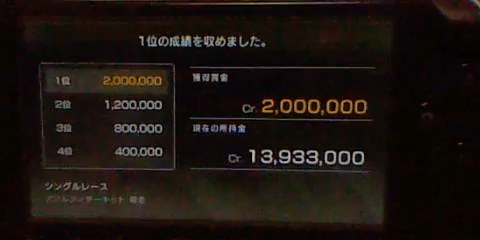 1位の成績を収めました。
1位 2,000,000
2位 1,200,000
3位 800,000
4位 400,000
獲得賞金
Cr. 2,000,000
現在の所持金
Cr. 13,933,000
シングルレース